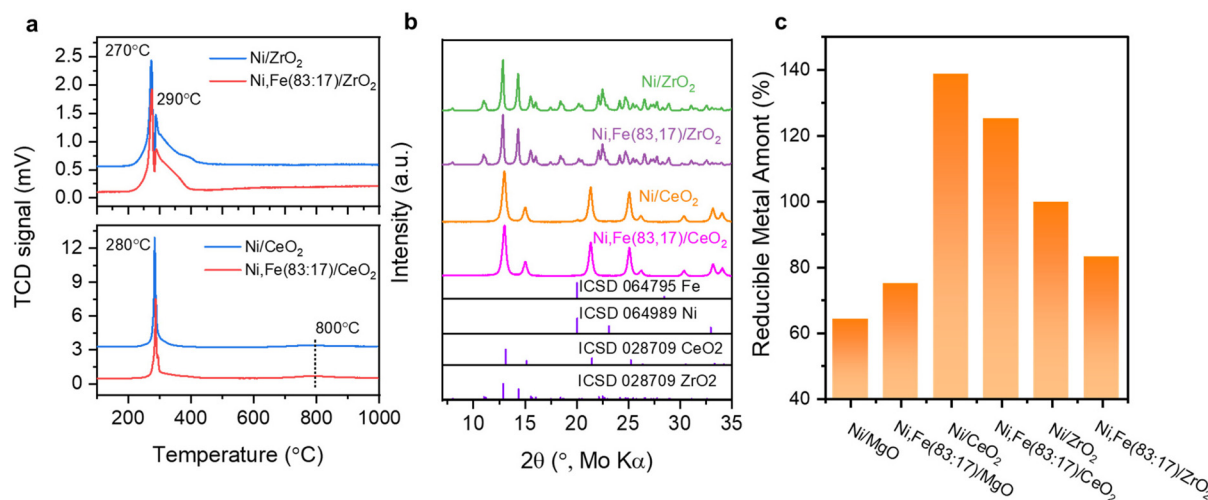 a
270°C
290°C
Ni/ZrO₂
Ni,Fe(83:17)/ZrO₂
2.5
2.0
1.5
1.0
0.5
0.0
280°C
Ni/CeO₂
Ni,Fe(83:17)/CeO₂
800°C
12
9
6
3
0
TCD signal (mV)
200 400 600 800 1000
Temperature (°C)
b
Intensity (a.u.)
Ni/ZrO₂
Ni,Fe(83,17)/ZrO₂
Ni/CeO₂
Ni,Fe(83,17)/CeO₂
ICSD 064795 Fe
ICSD 064989 Ni
ICSD 028709 CeO2
ICSD 028709 ZrO2
10 15 20 25 30 35
2θ (°, Mo Kα)
c
Reducible Metal Amont (%)
140
120
100
80
60
40
Ni/MgO
Ni,Fe(83:17)/MgO
Ni/CeO₂
Ni,Fe(83:17)/CeO₂
Ni/ZrO₂
Ni,Fe(83:17)/ZrO₂